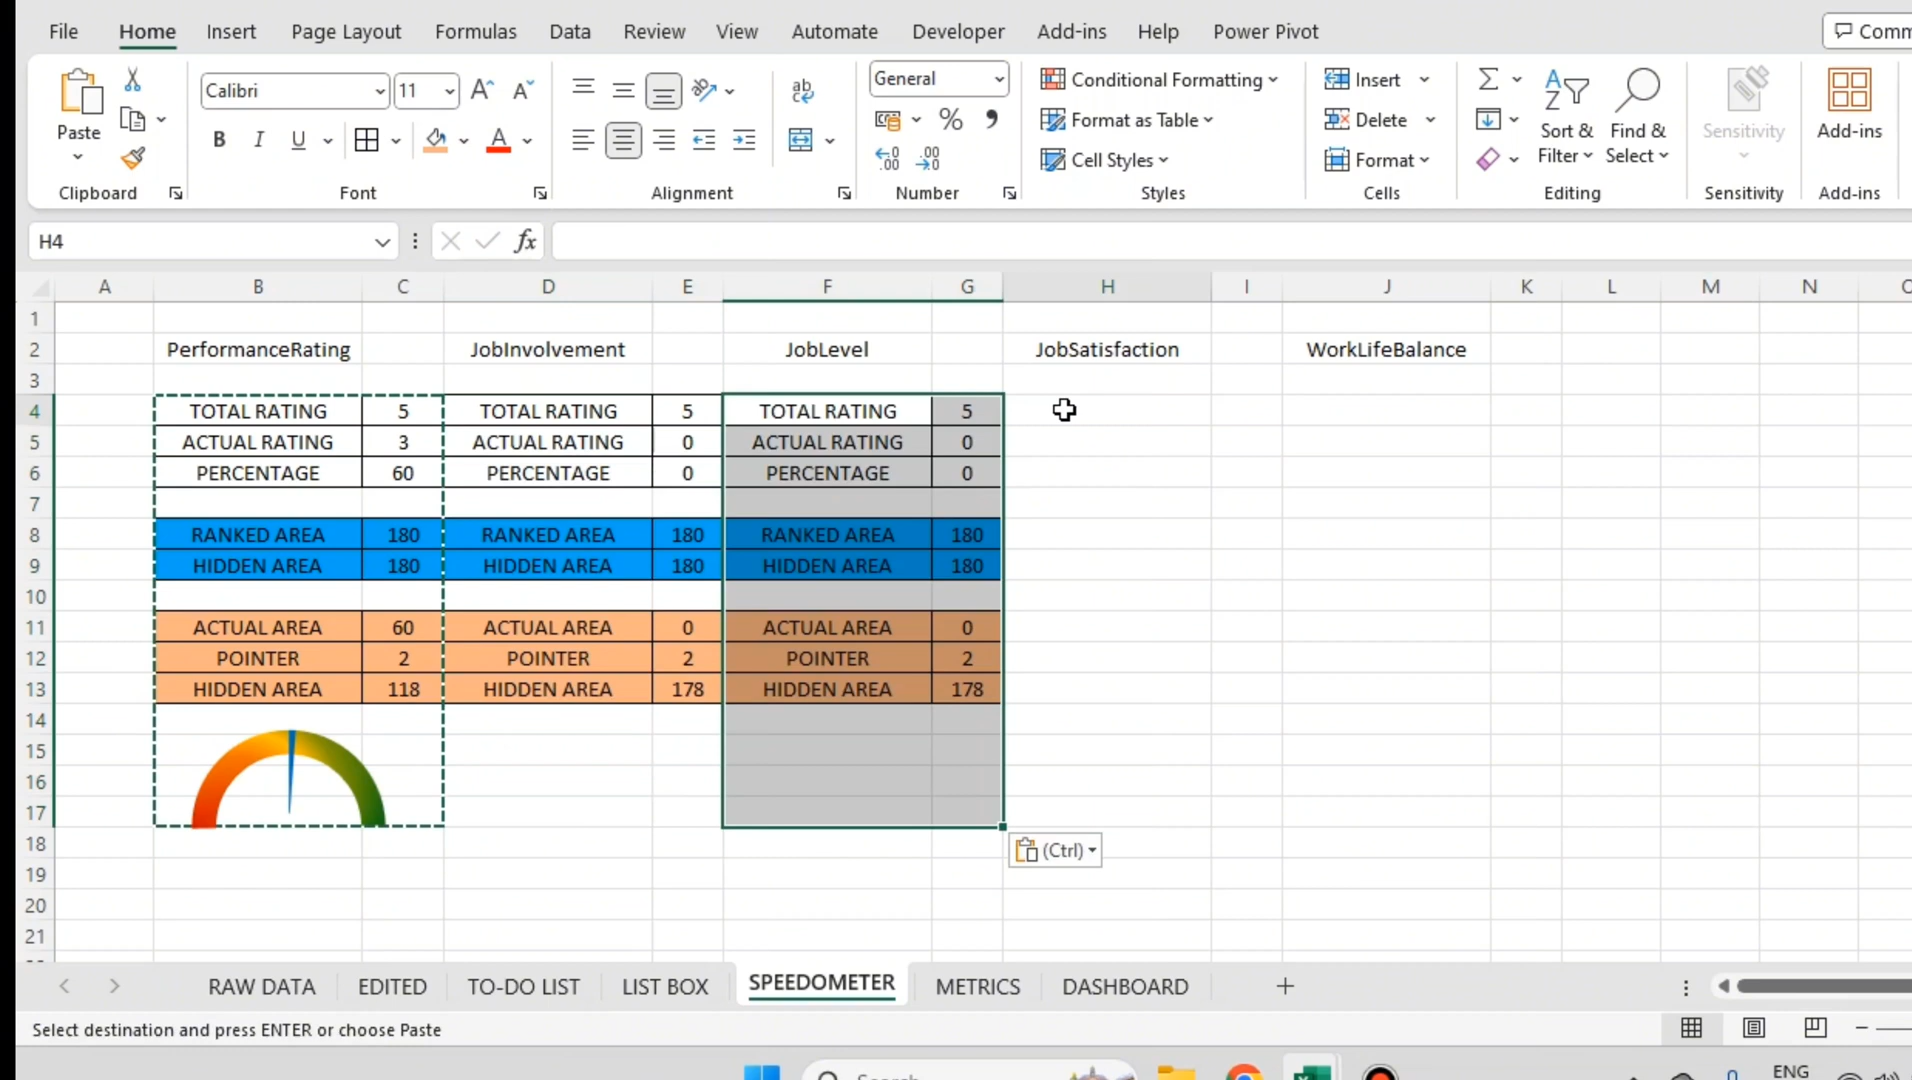 File Home Insert Page Layout Formulas Data Review View Automate Developer Add-ins Help Power Pivot
Paste
Clipboard
Calibri 11
B I U A
Font
ab
Alignment
General
%
.00
.00
Number
Conditional Formatting
Format as Table
Cell Styles
Styles
Insert
Delete
Format
Cells
Sort & Filter
Find & Select
Editing
Sensitivity
Sensitivity
Add-ins
Add-ins
H4 fx
A B C D E F G H I J K L M N
1
2 PerformanceRating JobInvolvement JobLevel JobSatisfaction WorkLifeBalance
3
4 TOTAL RATING 5 TOTAL RATING 5 TOTAL RATING 5
5 ACTUAL RATING 3 ACTUAL RATING 0 ACTUAL RATING 0
6 PERCENTAGE 60 PERCENTAGE 0 PERCENTAGE 0
7
8 RANKED AREA 180 RANKED AREA 180 RANKED AREA 180
9 HIDDEN AREA 180 HIDDEN AREA 180 HIDDEN AREA 180
10
11 ACTUAL AREA 60 ACTUAL AREA 0 ACTUAL AREA 0
12 POINTER 2 POINTER 2 POINTER 2
13 HIDDEN AREA 118 HIDDEN AREA 178 HIDDEN AREA 178
14
15
16
17
18 (Ctrl)
19
20
21
RAW DATA EDITED TO-DO LIST LIST BOX SPEEDOMETER METRICS DASHBOARD
Select destination and press ENTER or choose Paste
ENG